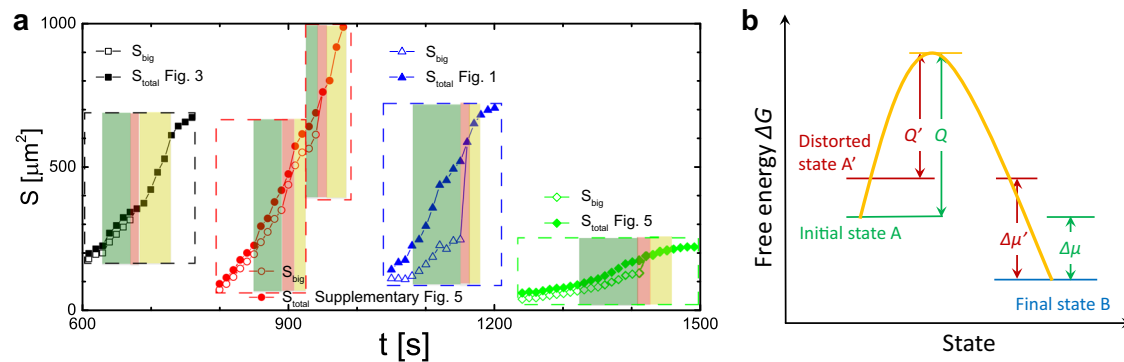 a
1000
500
0
S [μm²]
600
900
1200
1500
t [s]
S_big
S_total Fig. 3
S_big
S_total Supplementary Fig. 5
S_big
S_total Fig. 1
S_big
S_total Fig. 5
b
Free energy ΔG
State
Distorted
state A’
Initial state A
Q’
Q
Δμ’
Δμ
Final state B